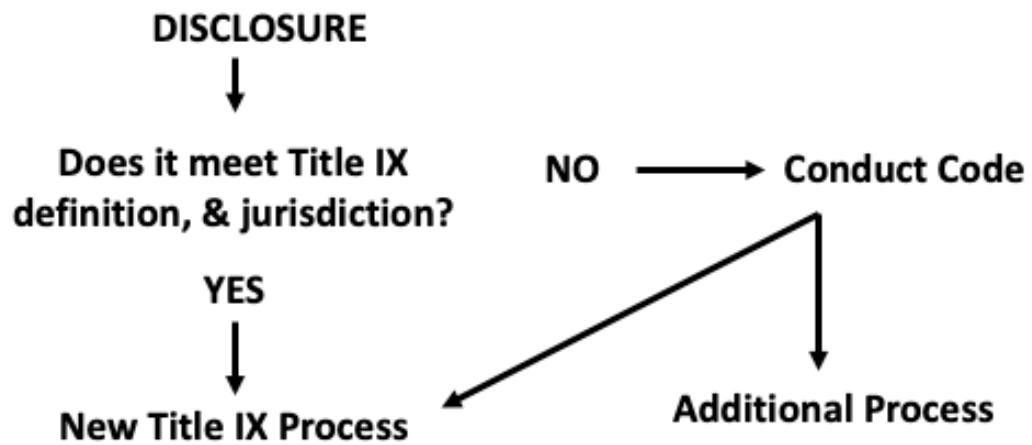 DISCLOSURE
Does it meet Title IX
definition, & jurisdiction?
NO
Conduct Code
YES
New Title IX Process
Additional Process